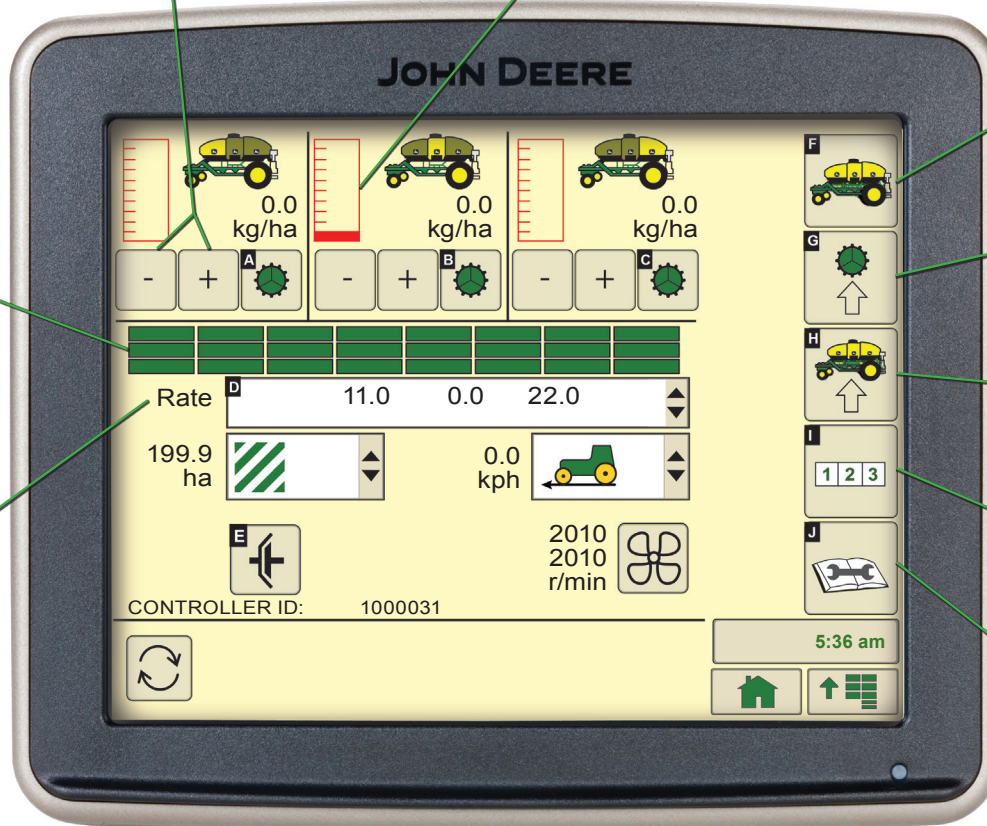 JOHN DEERE
F
0.0 0.0 0.0
kg/ha kg/ha kg/ha
G
- + A - + B - + C
H
Rate D 11.0 0.0 22.0
199.9
ha
0.0
kph
I
1 2 3
E
2010
2010
r/min
J
CONTROLLER ID: 1000031
5:36 am